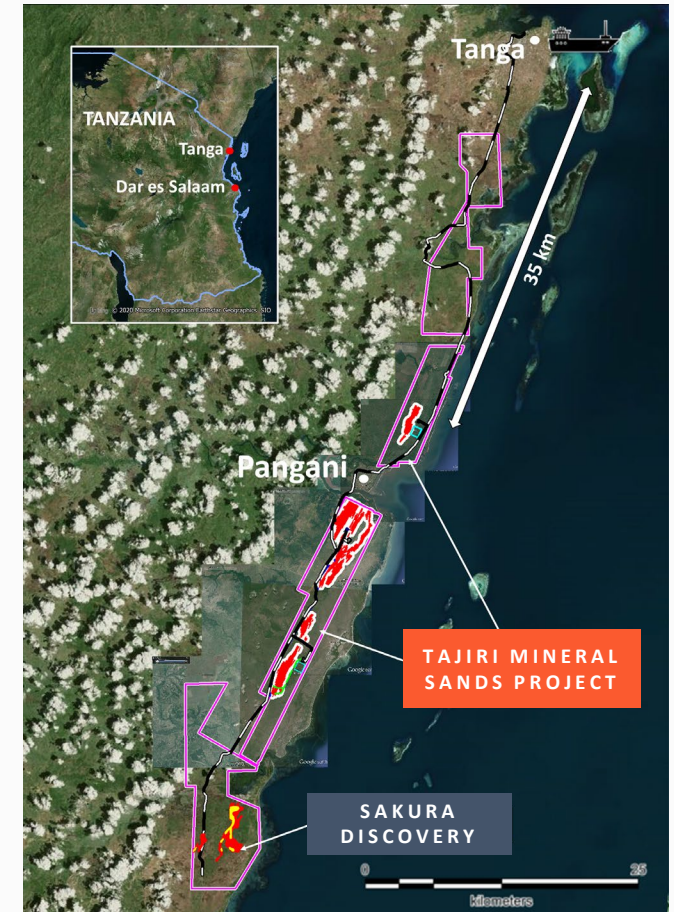 Tanga
TANZANIA
Tanga
Dar es Salaam
© 2020 Microsoft Corporation Earthstar Geographics SIO
35 km
Pangani
TAJIRI MINERAL
SANDS PROJECT
SAKURA
DISCOVERY
0 25
kilometers